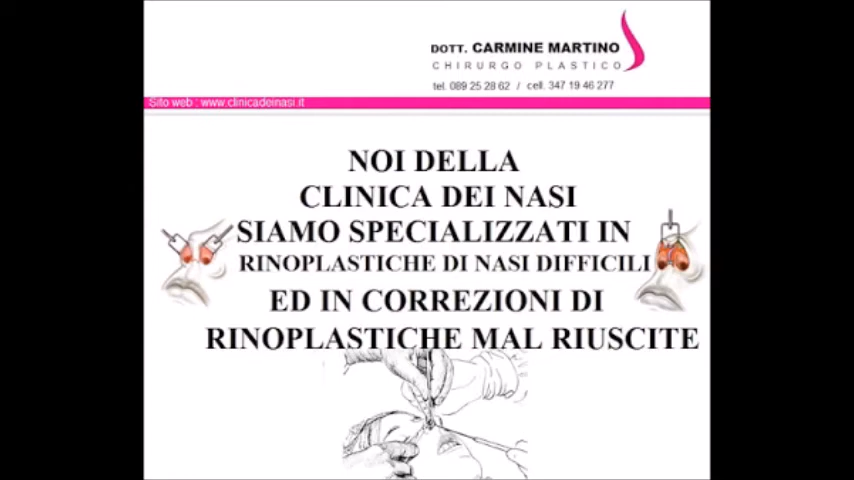 DOTT. CARMINE MARTINO
CHIRURGO PLASTICO
tel. 089 25 28 62 / cell. 347 19 46 277
Sito web : www.clinicadeinasi.it
NOI DELLA
CLINICA DEI NASI
SIAMO SPECIALIZZATI IN
RINOPLASTICHE DI NASI DIFFICILI
ED IN CORREZIONI DI
RINOPLASTICHE MAL RIUSCITE